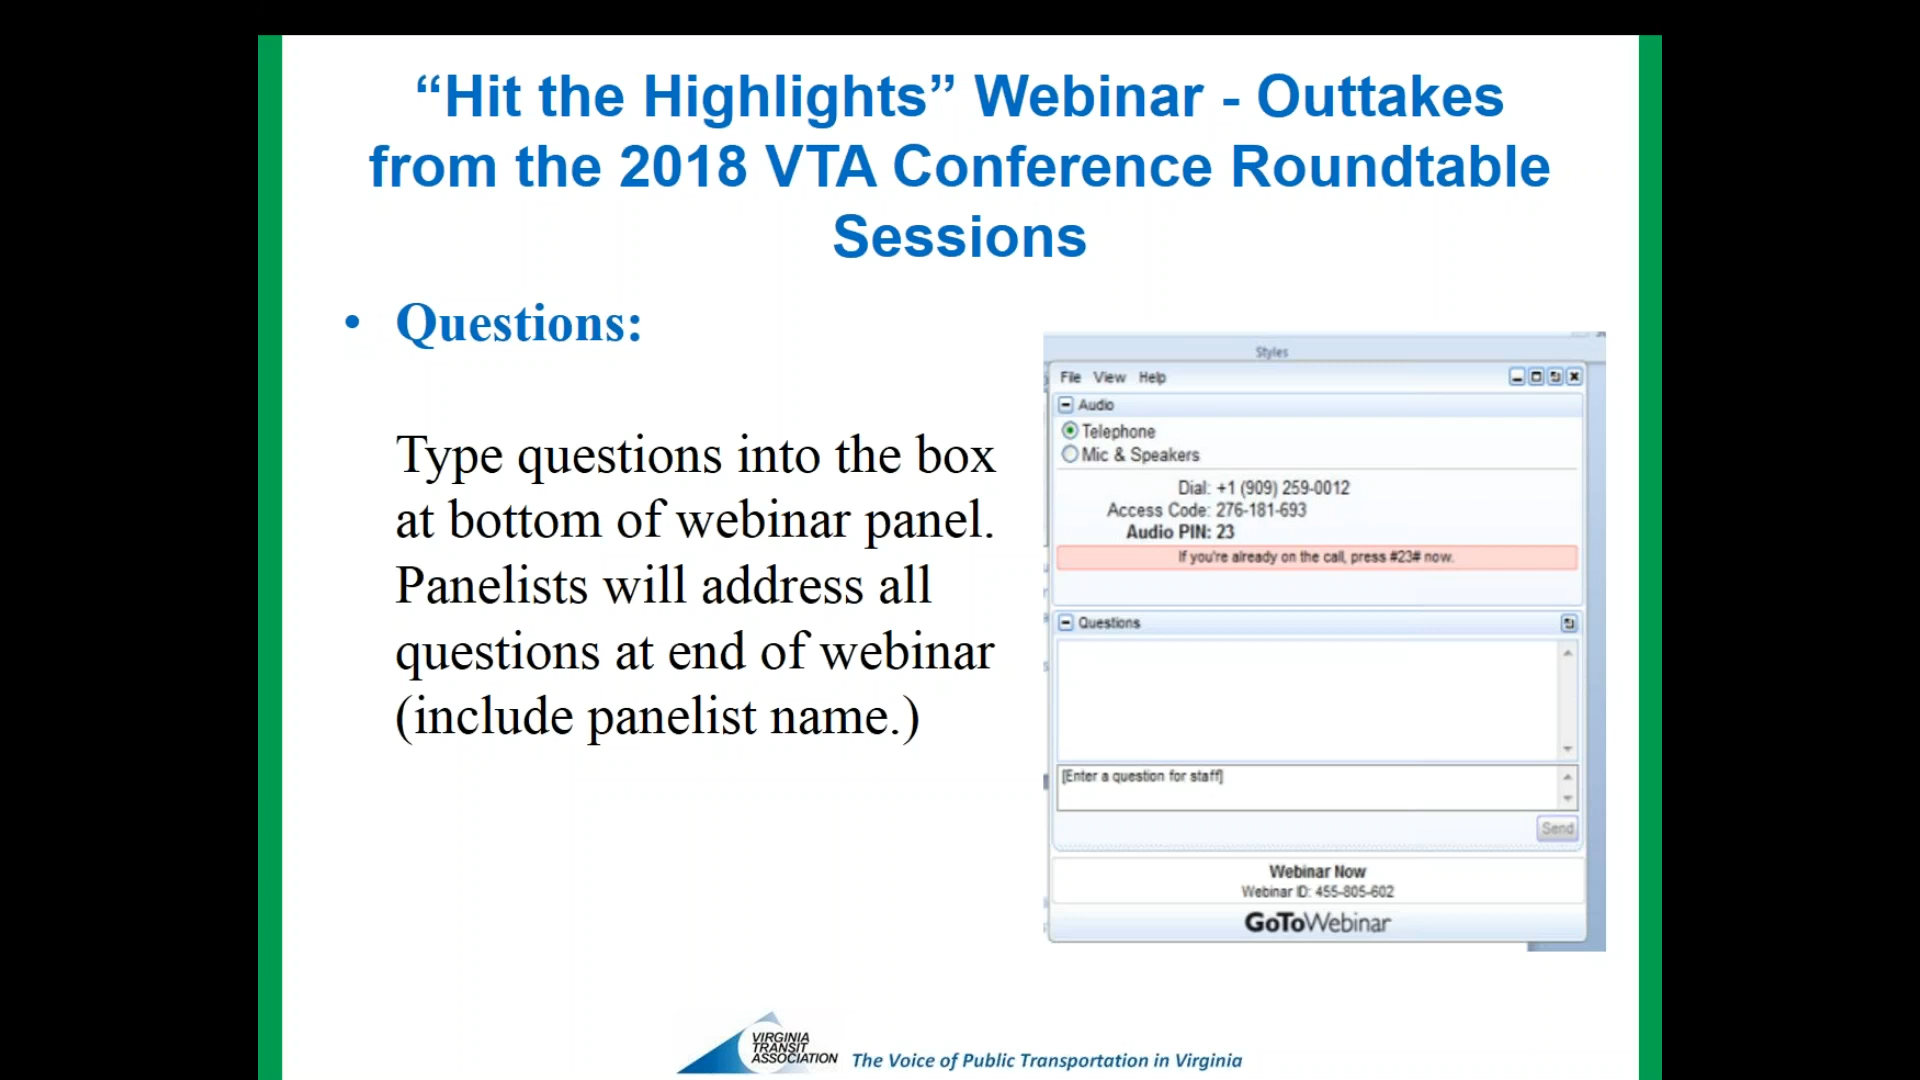 “Hit the Highlights” Webinar - Outtakes
from the 2018 VTA Conference Roundtable
Sessions
• Questions:
Type questions into the box
at bottom of webinar panel.
Panelists will address all
questions at end of webinar
(include panelist name.)
Styles
File View Help
Audio
Telephone
Mic & Speakers
Dial: +1 (909) 259-0012
Access Code: 276-181-693
Audio PIN: 23
If you're already on the call, press #23# now.
Questions
[Enter a question for staff]
Send
Webinar Now
Webinar ID: 455-805-602
GoToWebinar
VIRGINIA
TRANSIT
ASSOCIATION
The Voice of Public Transportation in Virginia